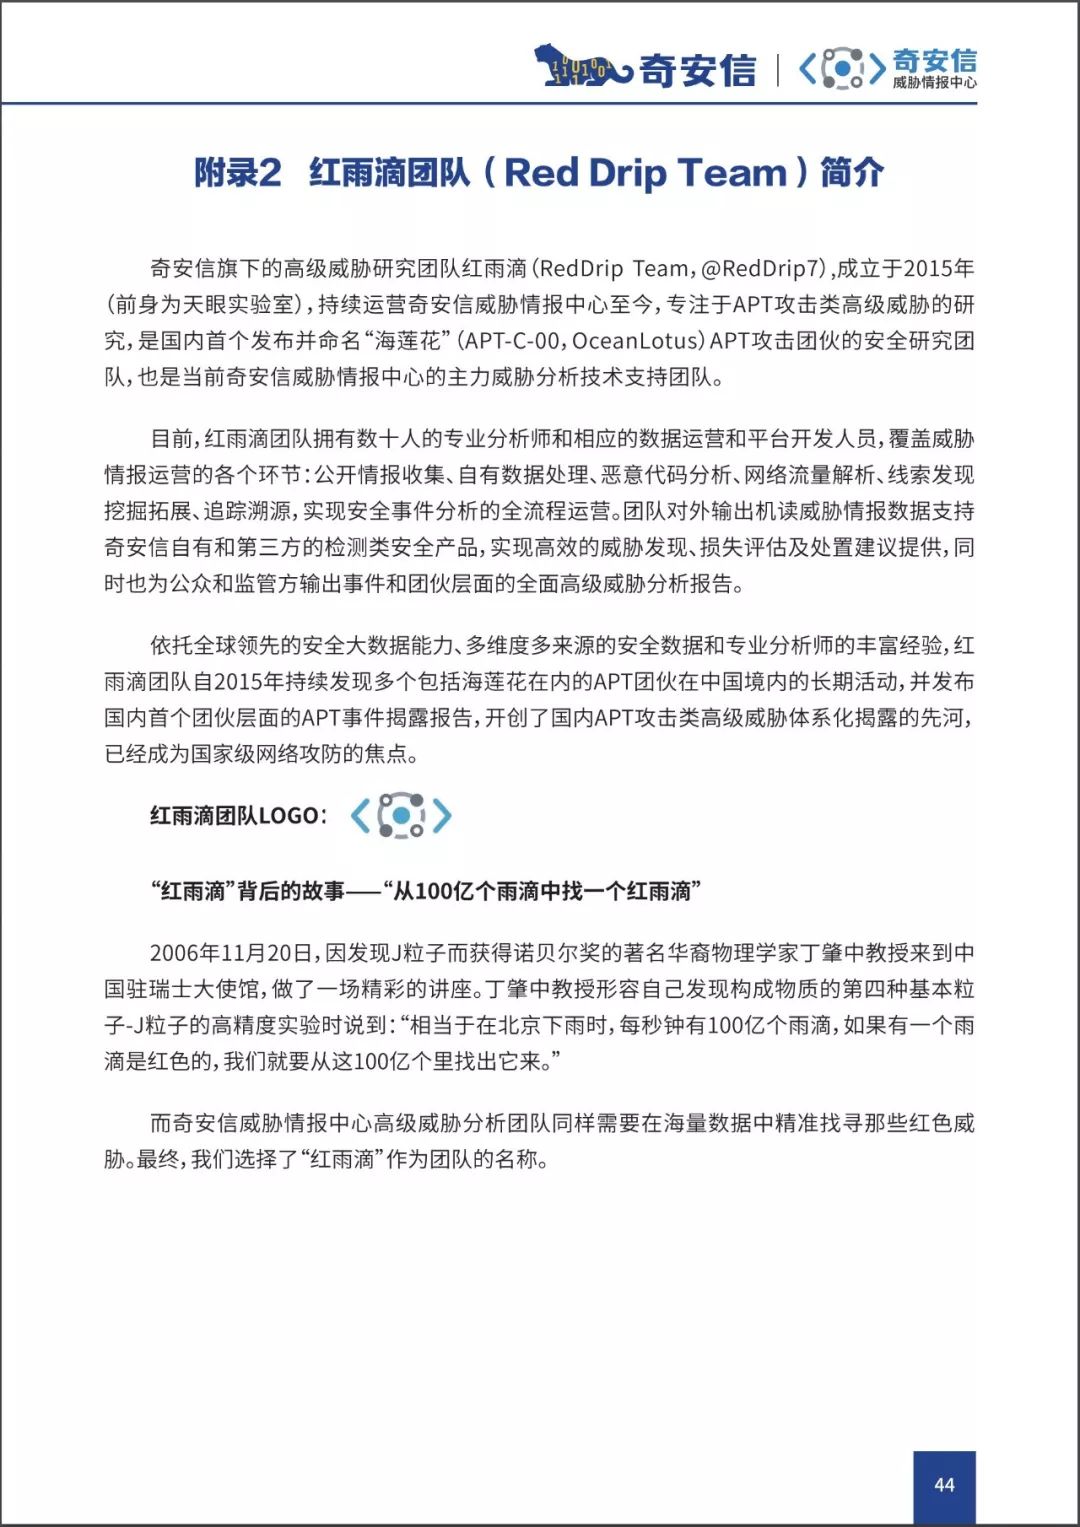 奇安信
奇安信
威胁情报中心
附录2 红雨滴团队（Red Drip Team）简介
奇安信旗下的高级威胁研究团队红雨滴（RedDrip Team，@RedDrip7）,成立于2015年
（前身为天眼实验室），持续运营奇安信威胁情报中心至今，专注于APT攻击类高级威胁的研
究，是国内首个发布并命名“海莲花”（APT-C-00，OceanLotus）APT攻击团伙的安全研究团
队，也是当前奇安信威胁情报中心的主力威胁分析技术支持团队。
目前，红雨滴团队拥有数十人的专业分析师和相应的数据运营和平台开发人员，覆盖威胁
情报运营的各个环节：公开情报收集、自有数据处理、恶意代码分析、网络流量解析、线索发现
挖掘拓展、追踪溯源，实现安全事件分析的全流程运营。团队对外输出机读威胁情报数据支持
奇安信自有和第三方的检测类安全产品，实现高效的威胁发现、损失评估及处置建议提供，同
时也为公众和监管方输出事件和团伙层面的全面高级威胁分析报告。
依托全球领先的安全大数据能力、多维度多来源的安全数据和专业分析师的丰富经验，红
雨滴团队自2015年持续发现多个包括海莲花在内的APT团伙在中国境内的长期活动，并发布
国内首个团伙层面的APT事件揭露报告，开创了国内APT攻击类高级威胁体系化揭露的先河，
已经成为国家级网络攻防的焦点。
红雨滴团队LOGO：
“红雨滴”背后的故事——“从100亿个雨滴中找一个红雨滴”
2006年11月20日，因发现J粒子而获得诺贝尔奖的著名华裔物理学家丁肇中教授来到中
国驻瑞士大使馆，做了一场精彩的讲座。丁肇中教授形容自己发现构成物质的第四种基本粒
子-J粒子的高精度实验时说到：“相当于在北京下雨时，每秒钟有100亿个雨滴，如果有一个雨
滴是红色的，我们就要从这100亿个里找出它来。”
而奇安信威胁情报中心高级威胁分析团队同样需要在海量数据中精准找寻那些红色威
胁。最终，我们选择了“红雨滴”作为团队的名称。
44